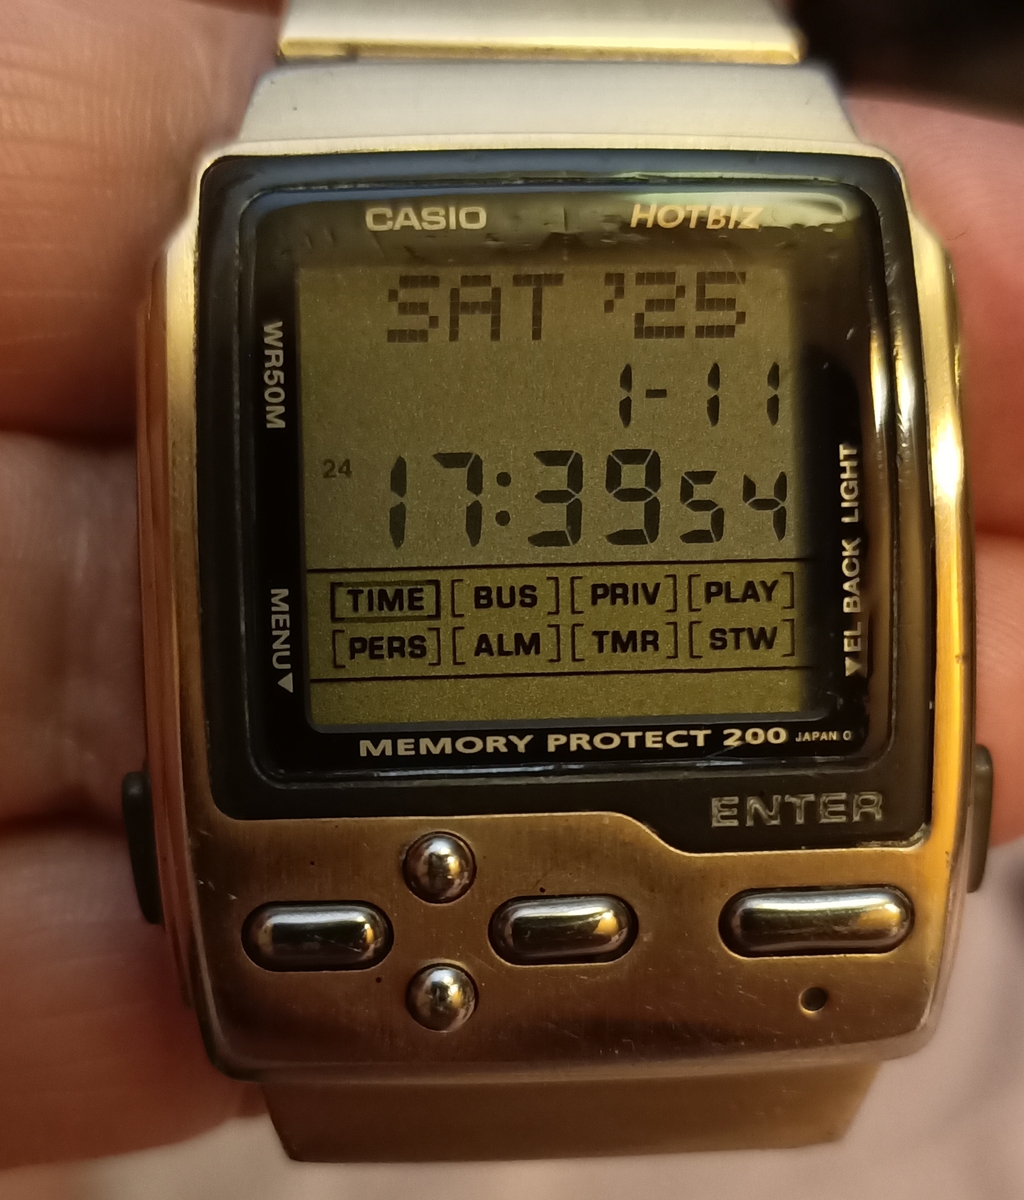 CASIO HOTBIZ
SAT '25
1-11
24 17:39 54
WR50M
MENU▼
▼EL BACK LIGHT
[TIME] [BUS] [PRIV] [PLAY]
[PERS] [ALM] [TMR] [STW]
MEMORY PROTECT 200 JAPAN O
ENTER